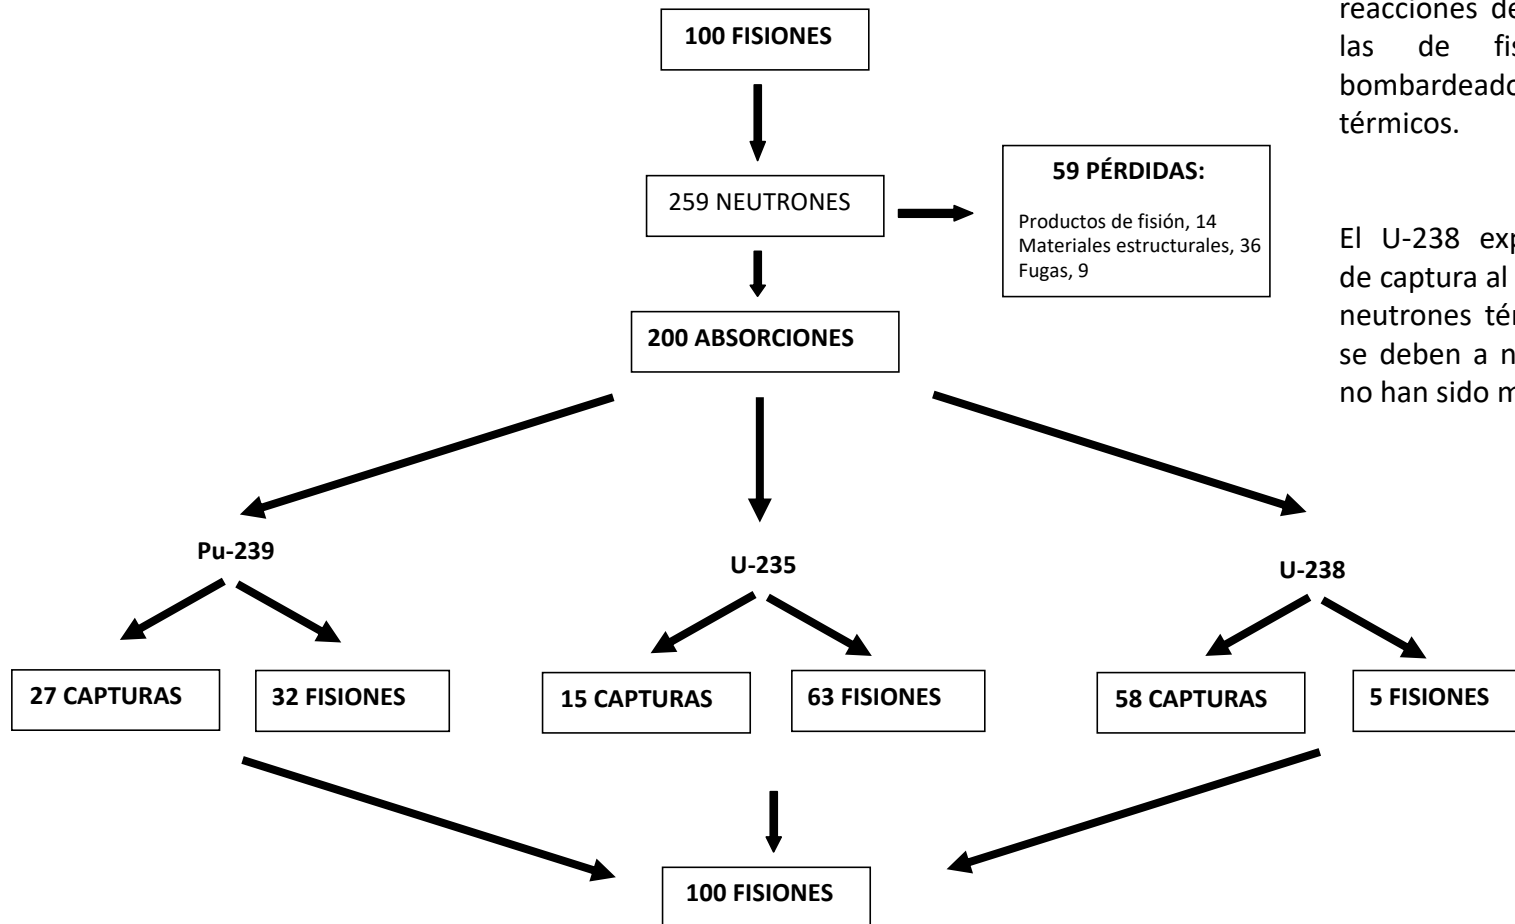 100 FISIONES
259 NEUTRONES
59 PÉRDIDAS:
Productos de fisión, 14
Materiales estructurales, 36
Fugas, 9
200 ABSORCIONES
Pu-239
U-235
U-238
27 CAPTURAS
32 FISIONES
15 CAPTURAS
63 FISIONES
58 CAPTURAS
5 FISIONES
100 FISIONES
reacciones de
las de fis
bombardeado
térmicos.
El U-238 exp
de captura al
neutrones tér
se deben a n
no han sido m